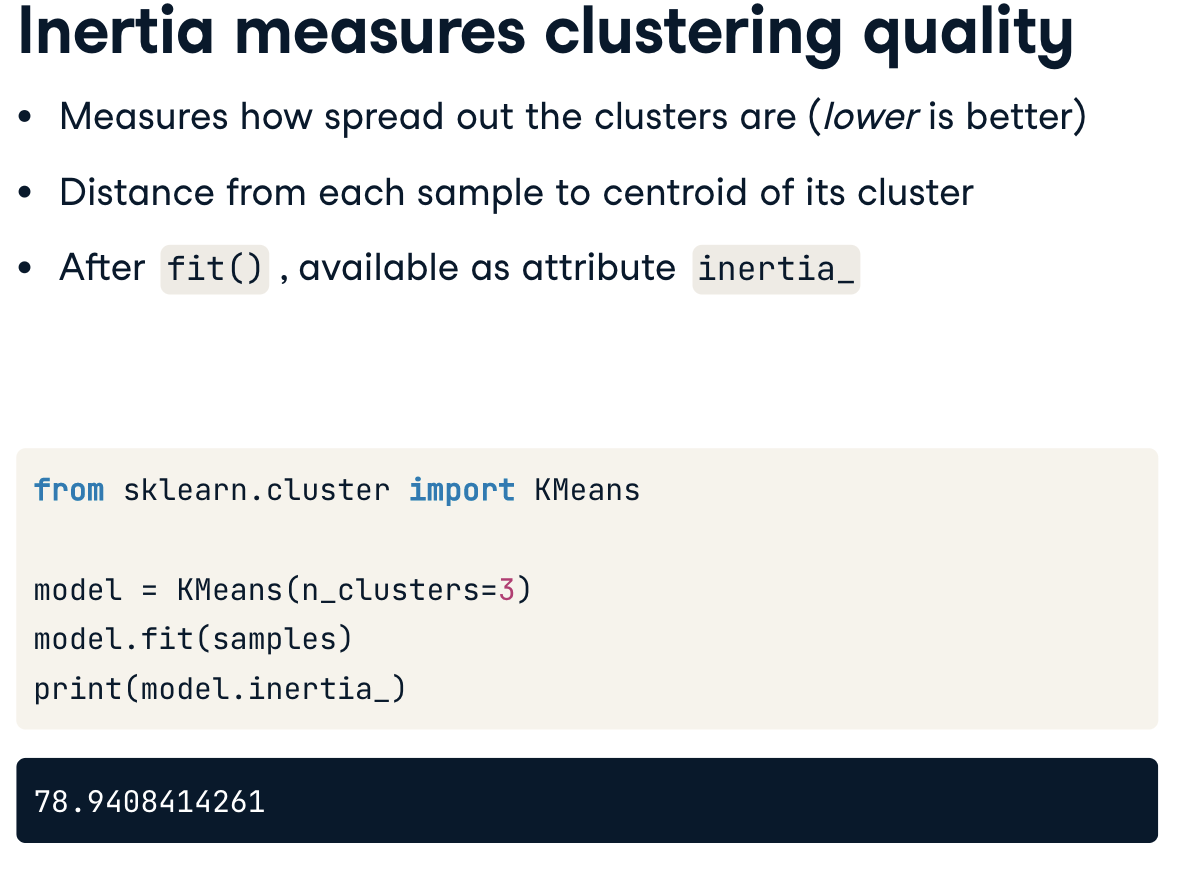 Inertia measures clustering quality
• Measures how spread out the clusters are (lower is better)
• Distance from each sample to centroid of its cluster
• After fit() , available as attribute inertia_
from sklearn.cluster import KMeans
model = KMeans(n_clusters=3)
model.fit(samples)
print(model.inertia_)
78.9408414261